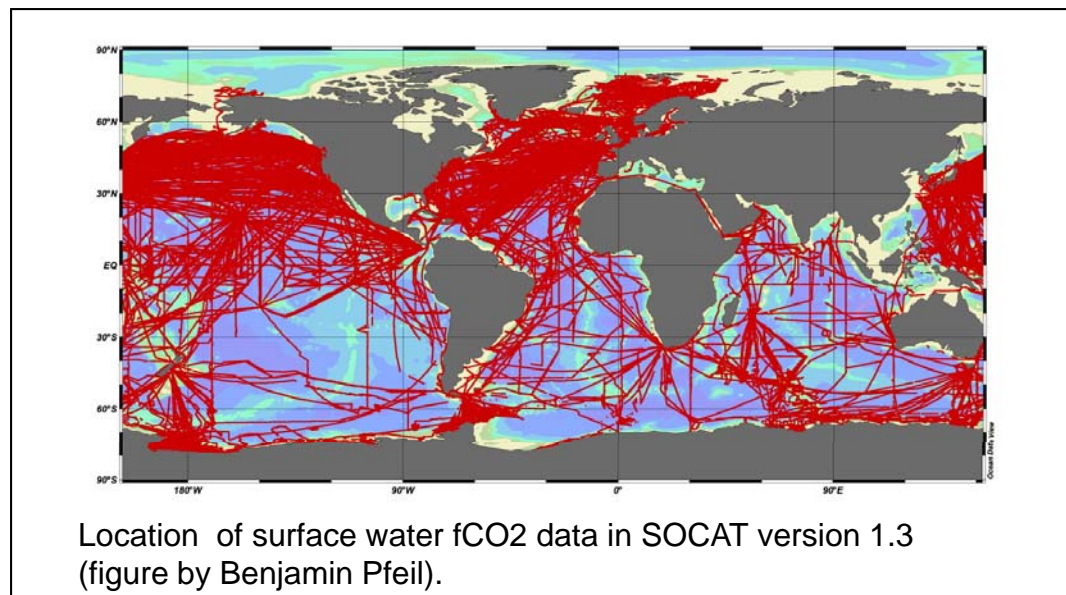 90°N
60°N
30°N
EQ
30°S
60°S
90°S
180°W
90°W
0°
90°E
Ocean Data View
Location of surface water fCO2 data in SOCAT version 1.3
(figure by Benjamin Pfeil).